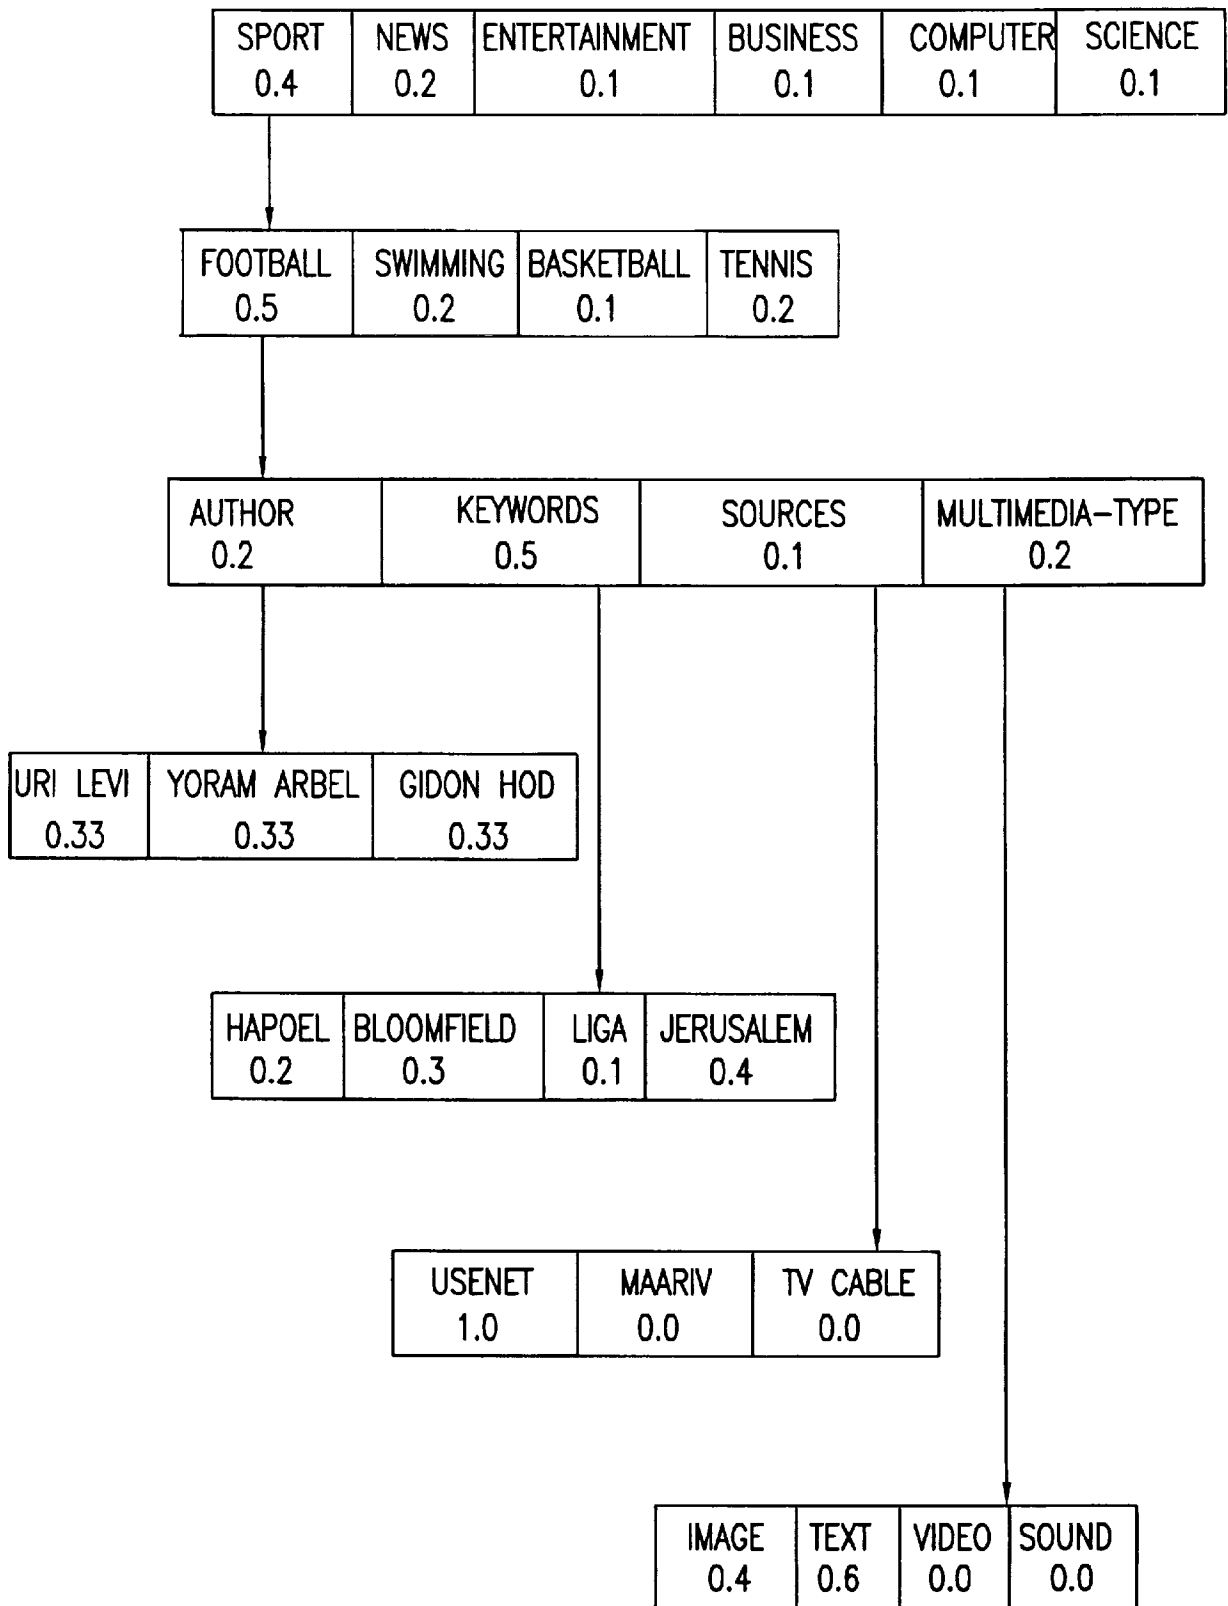 SPORT NEWS ENTERTAINMENT BUSINESS COMPUTER SCIENCE
0.4 0.2 0.1 0.1 0.1 0.1
FOOTBALL SWIMMING BASKETBALL TENNIS
0.5 0.2 0.1 0.2
AUTHOR KEYWORDS SOURCES MULTIMEDIA-TYPE
0.2 0.5 0.1 0.2
URI LEVI YORAM ARBEL GIDON HOD
0.33 0.33 0.33
HAPOEL BLOOMFIELD LIGA JERUSALEM
0.2 0.3 0.1 0.4
USENET MAARIV TV CABLE
1.0 0.0 0.0
IMAGE TEXT VIDEO SOUND
0.4 0.6 0.0 0.0